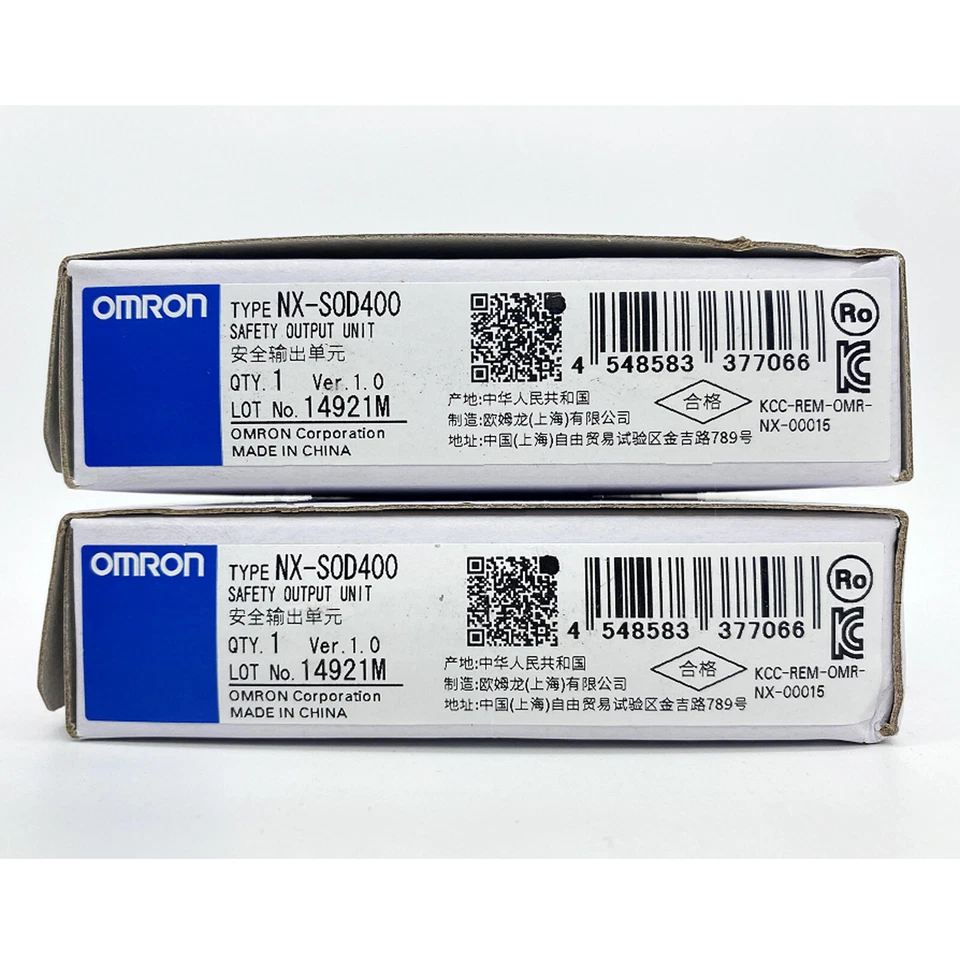 OMRON
TYPE NX-SOD400
SAFETY OUTPUT UNIT
安全输出单元
QTY. 1 Ver.1.0
LOT No. 14921M
OMRON Corporation
MADE IN CHINA
4 548583 377066
产地:中华人民共和国
制造:欧姆龙(上海)有限公司
地址:中国(上海)自由贸易试验区金吉路789号
合格
Ro
KC
KCC-REM-OMR-
NX-00015
OMRON
TYPE NX-SOD400
SAFETY OUTPUT UNIT
安全输出单元
QTY. 1 Ver.1.0
LOT No. 14921M
OMRON Corporation
MADE IN CHINA
4 548583 377066
产地:中华人民共和国
制造:欧姆龙(上海)有限公司
地址:中国(上海)自由贸易试验区金吉路789号
合格
Ro
KC
KCC-REM-OMR-
NX-00015